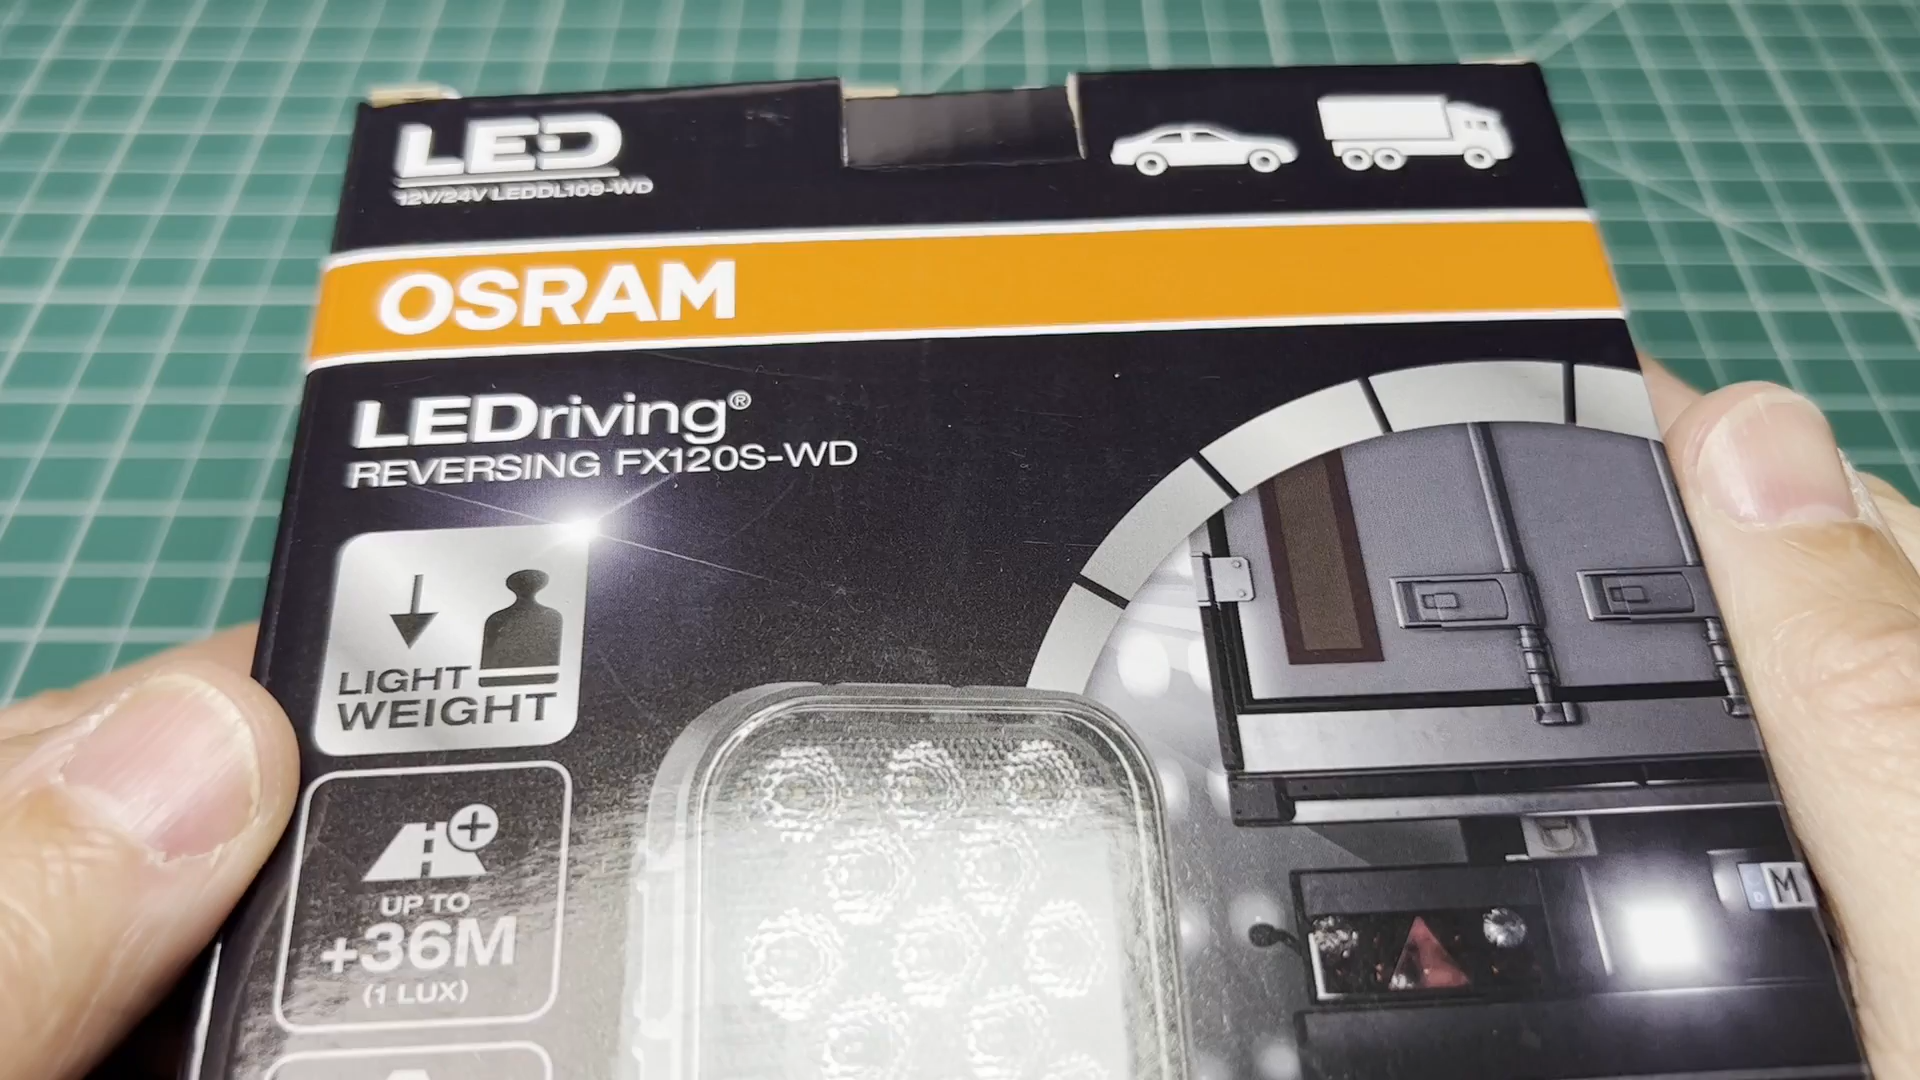 LED
12V/24V LEDDL109-WD
OSRAM
LEDriving®
REVERSING FX120S-WD
LIGHT
WEIGHT
UP TO
+36M
(1 LUX)
D M